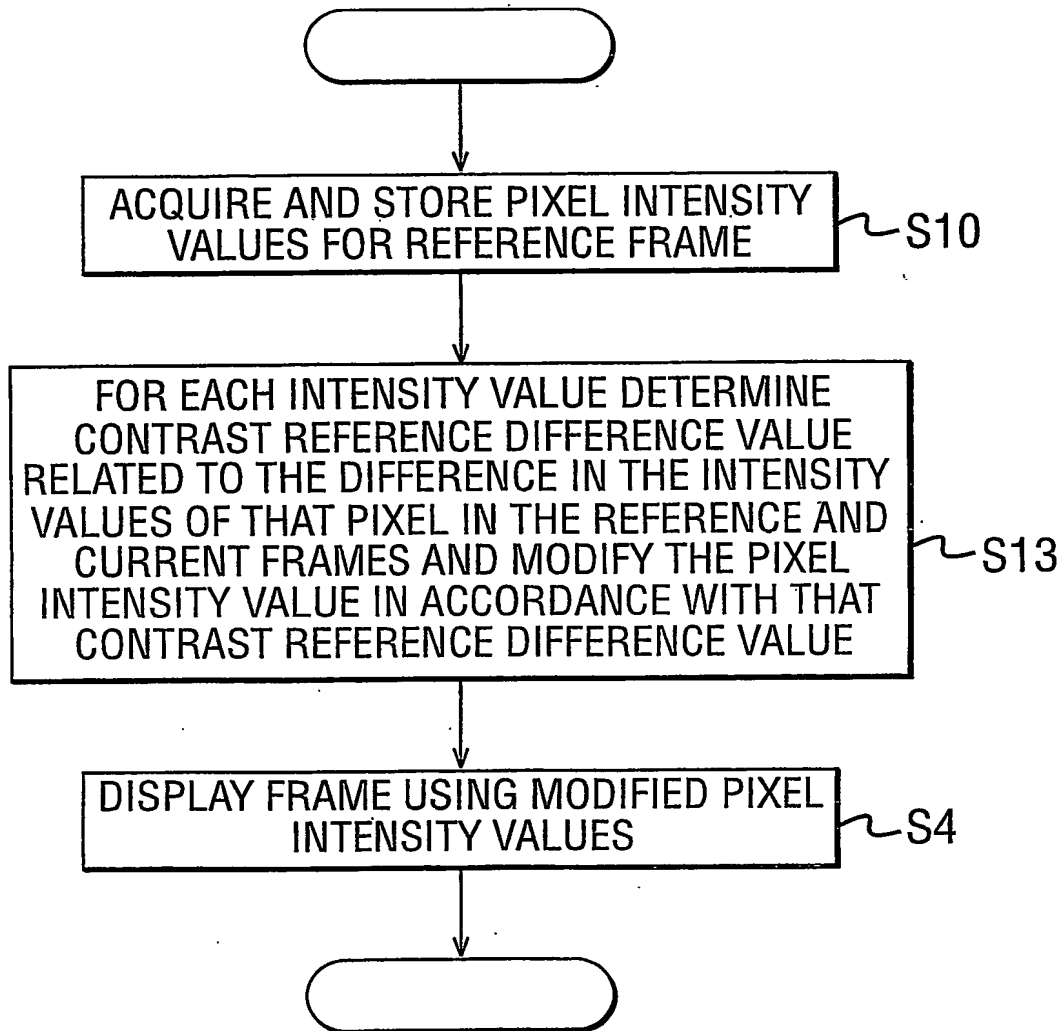 ACQUIRE AND STORE PIXEL INTENSITY
VALUES FOR REFERENCE FRAME
S10
FOR EACH INTENSITY VALUE DETERMINE
CONTRAST REFERENCE DIFFERENCE VALUE
RELATED TO THE DIFFERENCE IN THE INTENSITY
VALUES OF THAT PIXEL IN THE REFERENCE AND
CURRENT FRAMES AND MODIFY THE PIXEL
INTENSITY VALUE IN ACCORDANCE WITH THAT
CONTRAST REFERENCE DIFFERENCE VALUE
S13
DISPLAY FRAME USING MODIFIED PIXEL
INTENSITY VALUES
S4